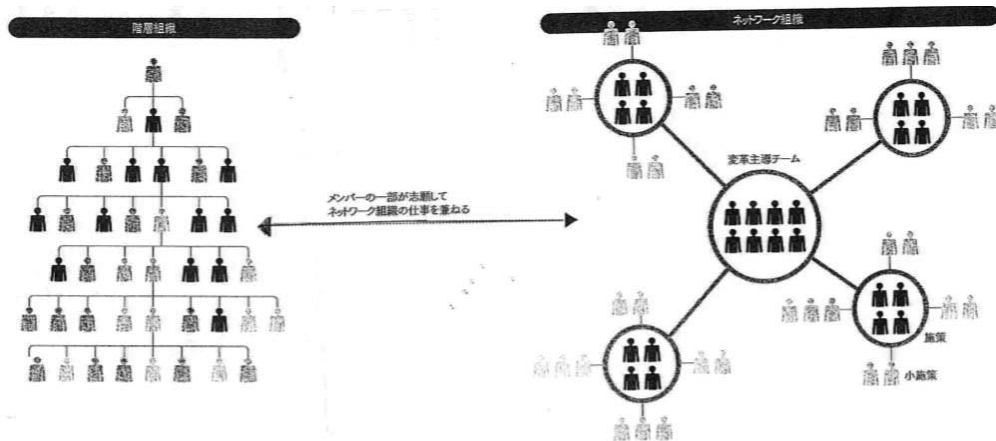 階層組織
ネットワーク組織
変革主導チーム
メンバーの一部が志願して
ネットワーク組織の仕事を兼ねる
施策
小施策